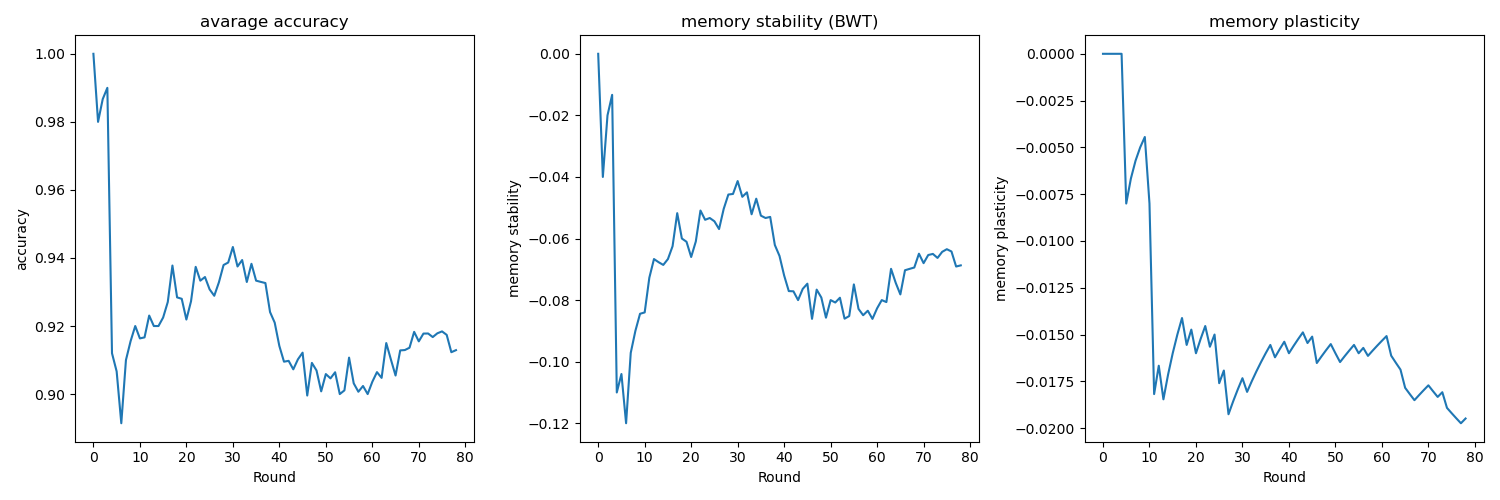 avarage accuracy
accuracy
1.00
0.98
0.96
0.94
0.92
0.90
0 10 20 30 40 50 60 70 80
Round
memory stability (BWT)
memory stability
0.00
−0.02
−0.04
−0.06
−0.08
−0.10
−0.12
0 10 20 30 40 50 60 70 80
Round
memory plasticity
memory plasticity
0.0000
−0.0025
−0.0050
−0.0075
−0.0100
−0.0125
−0.0150
−0.0175
−0.0200
0 10 20 30 40 50 60 70 80
Round